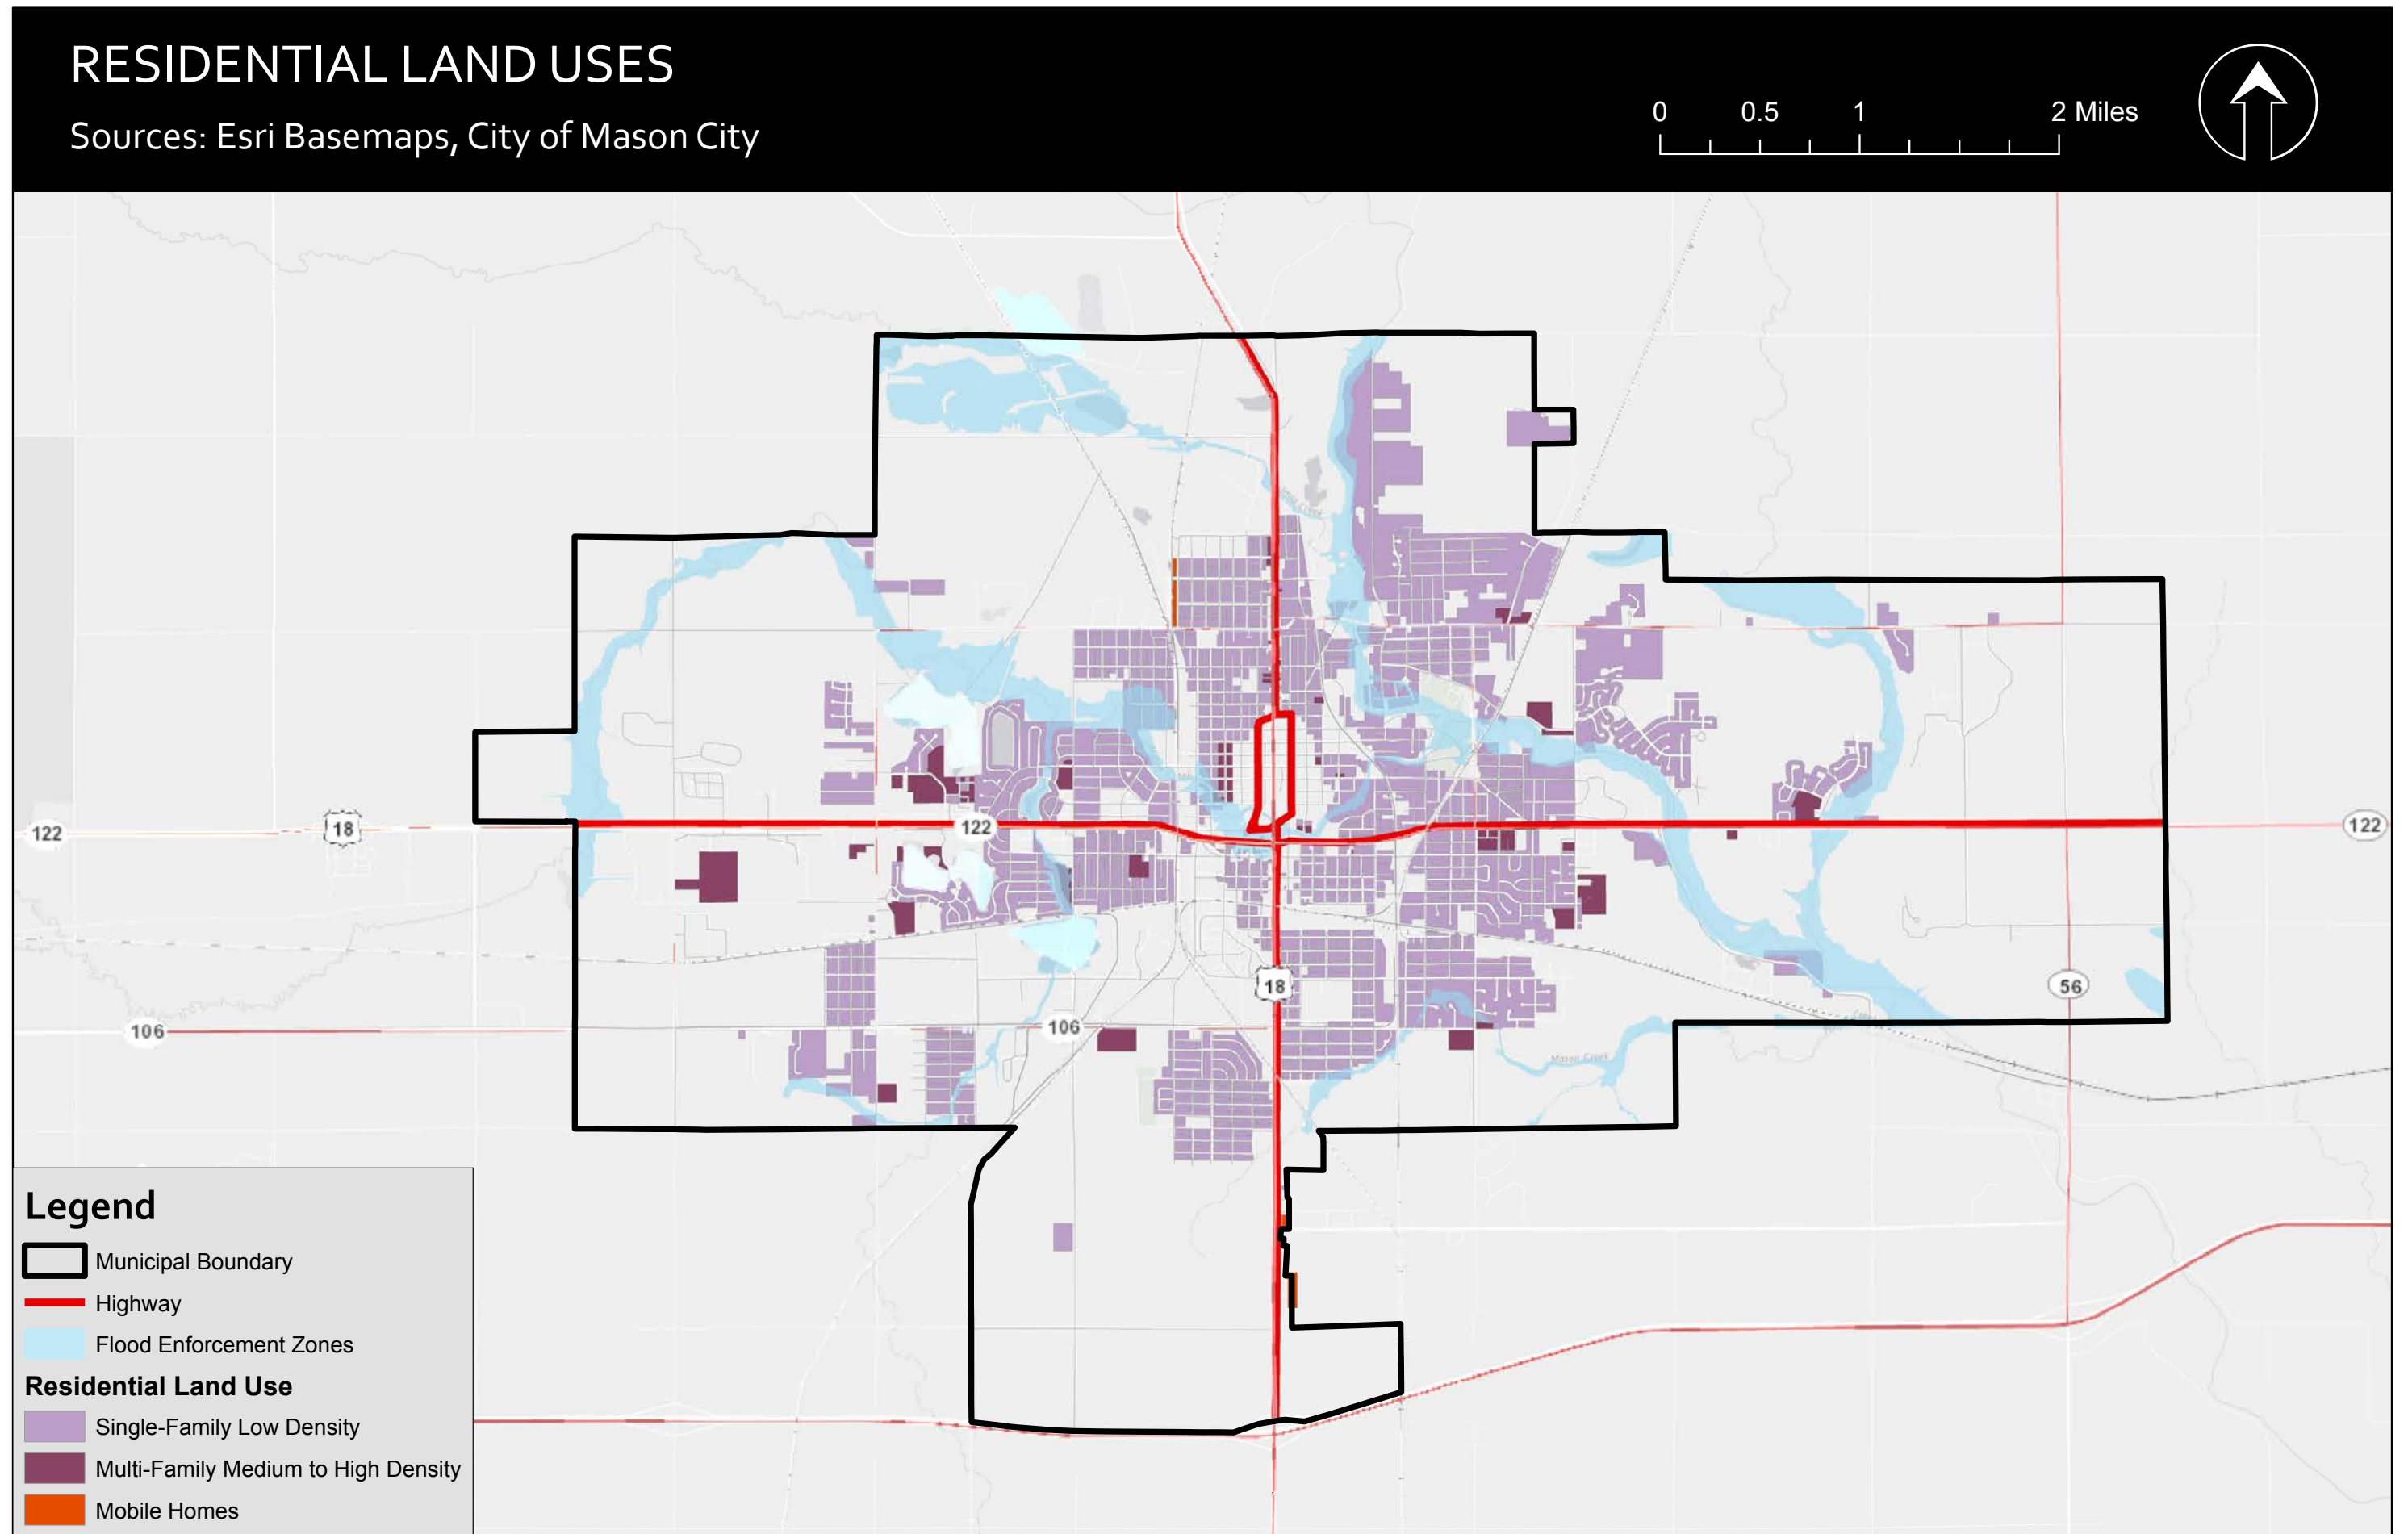 RESIDENTIAL LAND USES
Sources: Esri Basemaps, City of Mason City
0 0.5 1 2 Miles
122
18
122
122
18
56
106
106
Mason Creek
Legend
Municipal Boundary
Highway
Flood Enforcement Zones
Residential Land Use
Single-Family Low Density
Multi-Family Medium to High Density
Mobile Homes